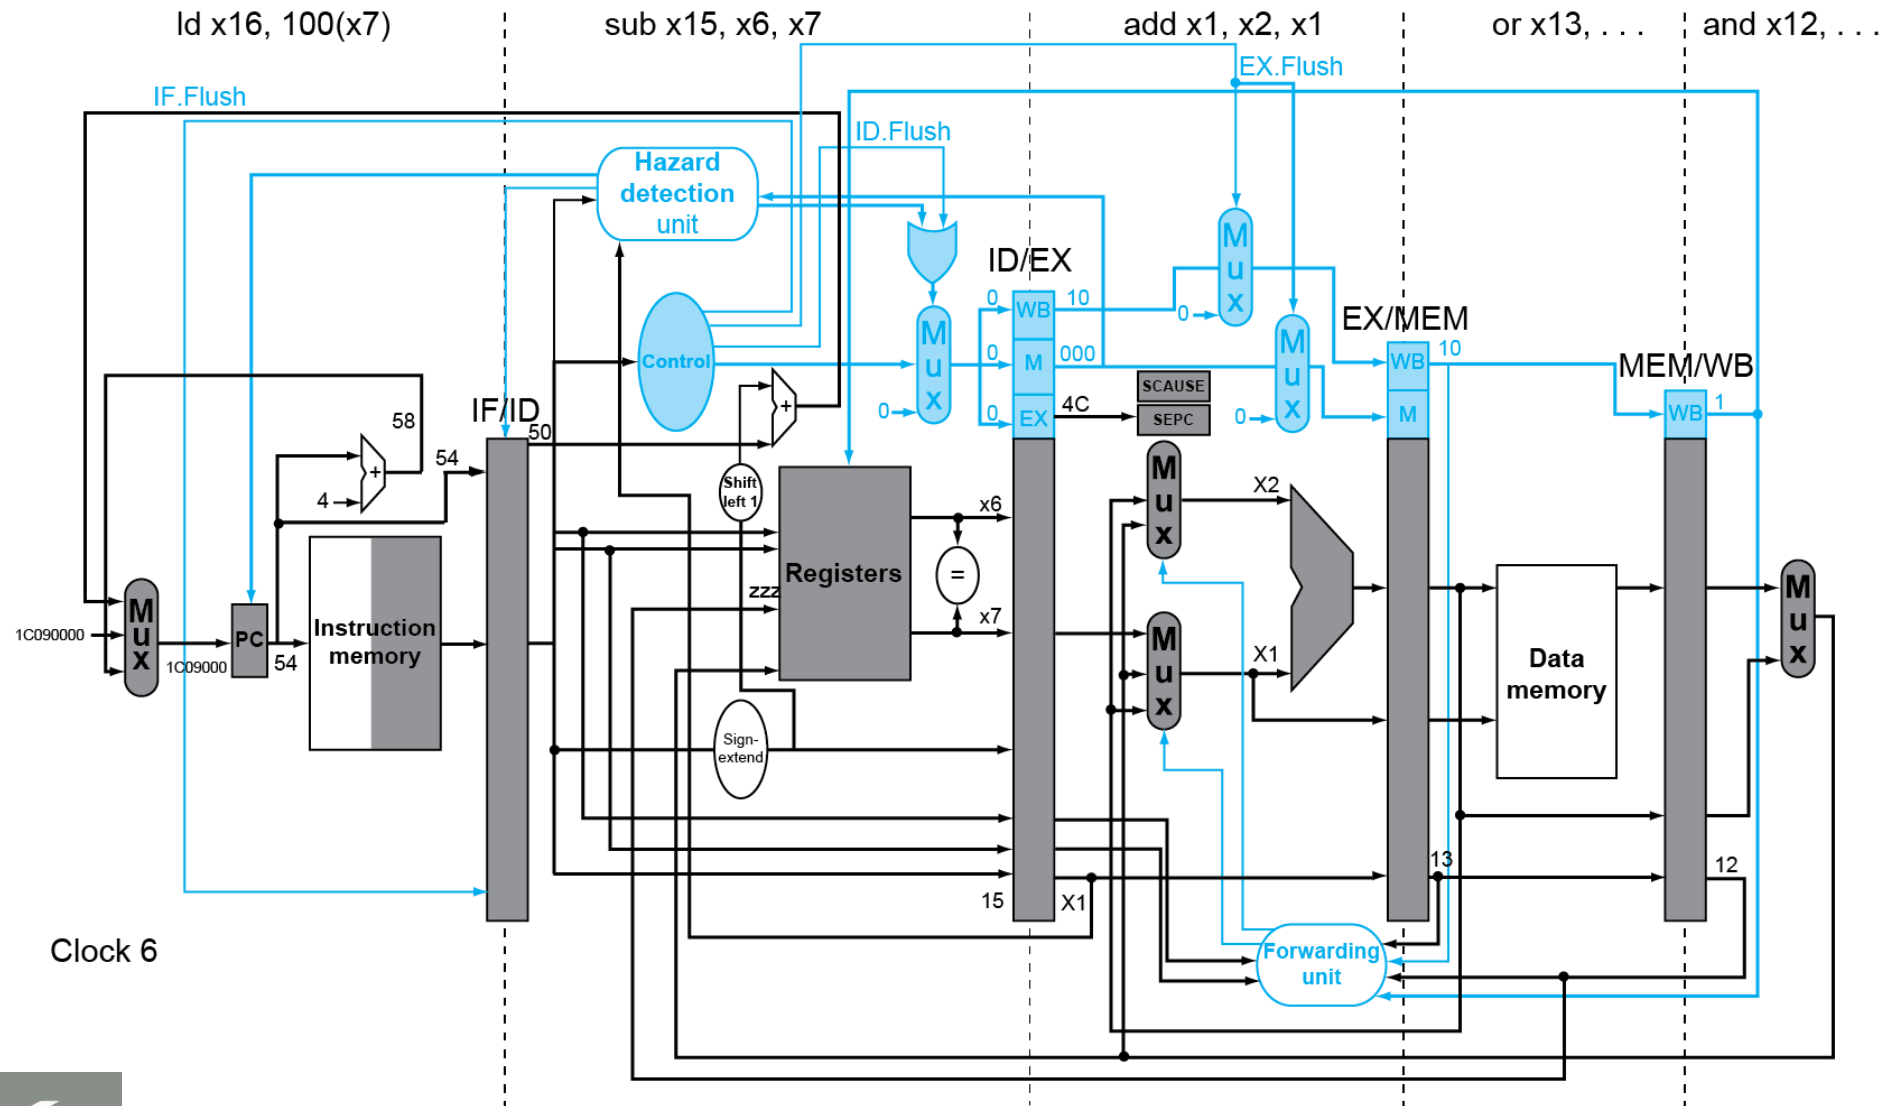 ld x16, 100(x7)
sub x15, x6, x7
add x1, x2, x1
or x13, . . .
and x12, . . .
EX.Flush
IF.Flush
ID.Flush
Hazard
detection
unit
M
u
x
ID/EX
0
WB
10
0
EX/MEM
M
u
x
Control
M
u
x
0
M
000
WB
10
MEM/WB
SCAUSE
0
0
EX
4C
SEPC
0
M
WB
1
IF/ID
58
50
+
54
+
4
Shift
left 1
M
u
x
X2
x6
Registers
=
zzz
x7
M
u
x
1C090000
M
u
x
1C09000
PC
54
Instruction
memory
M
u
x
X1
Data
memory
Sign-
extend
13
12
15
X1
Forwarding
unit
Clock 6